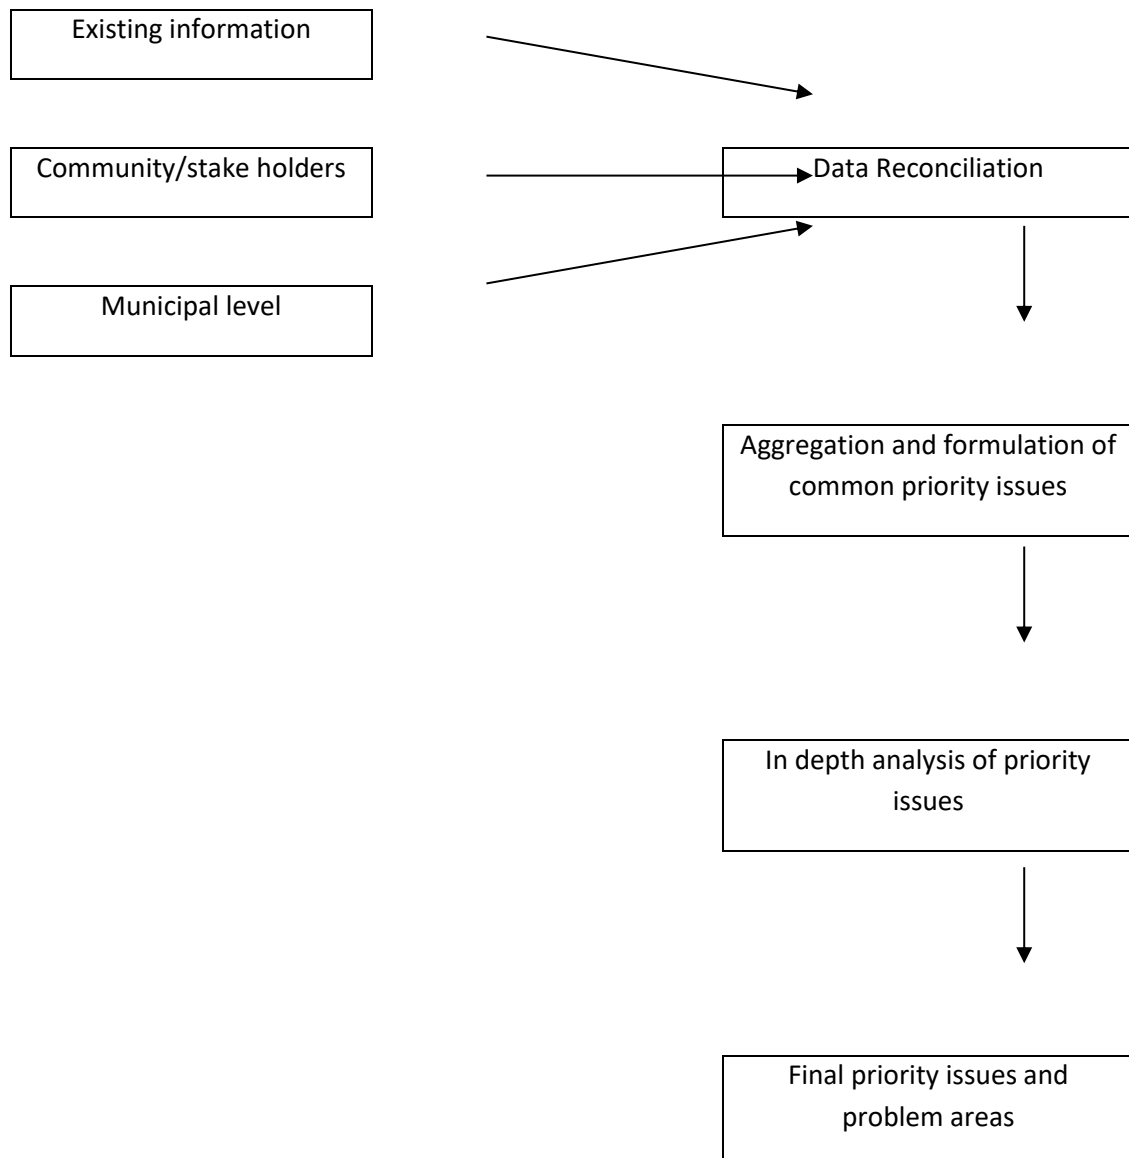 Existing information
Community/stake holders
Data Reconciliation
Municipal level
Aggregation and formulation of
common priority issues
In depth analysis of priority
issues
Final priority issues and
problem areas